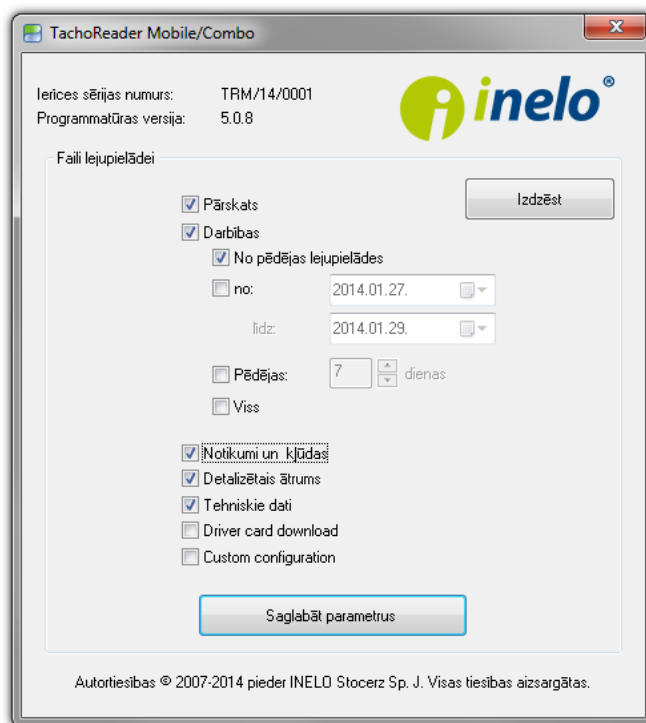 TachoReader Mobile/Combo
Ierīces sērijas numurs: TRM/14/0001
Programmatūras versija: 5.0.8
inelo®
Faili lejupielādei
Izdzēst
Pārskats
Darbības
No pēdējas lejupielādes
no: 2014.01.27.
līdz: 2014.01.29.
Pēdējas: 7 dienas
Viss
Notikumi un kļūdas
Detalizētais ātrums
Tehniskie dati
Driver card download
Custom configuration
Saglabāt parametrus
Autortiesības © 2007-2014 pieder INELO Stocerz Sp. J. Visas tiesības aizsargātas.